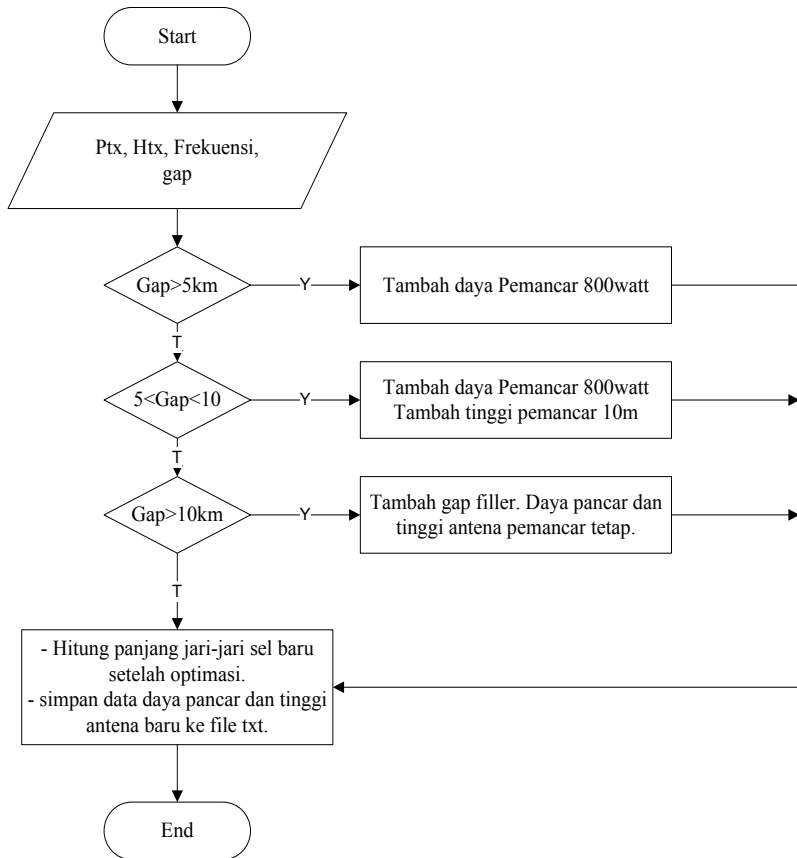 Start
Ptx, Htx, Frekuensi,
gap
Gap>5km
Y
Tambah daya Pemancar 800watt
T
5<Gap<10
Y
Tambah daya Pemancar 800watt
Tambah tinggi pemancar 10m
T
Gap>10km
Y
Tambah gap filler. Daya pancar dan
tinggi antena pemancar tetap.
T
- Hitung panjang jari-jari sel baru
setelah optimasi.
- simpan data daya pancar dan tinggi
antena baru ke file txt.
End